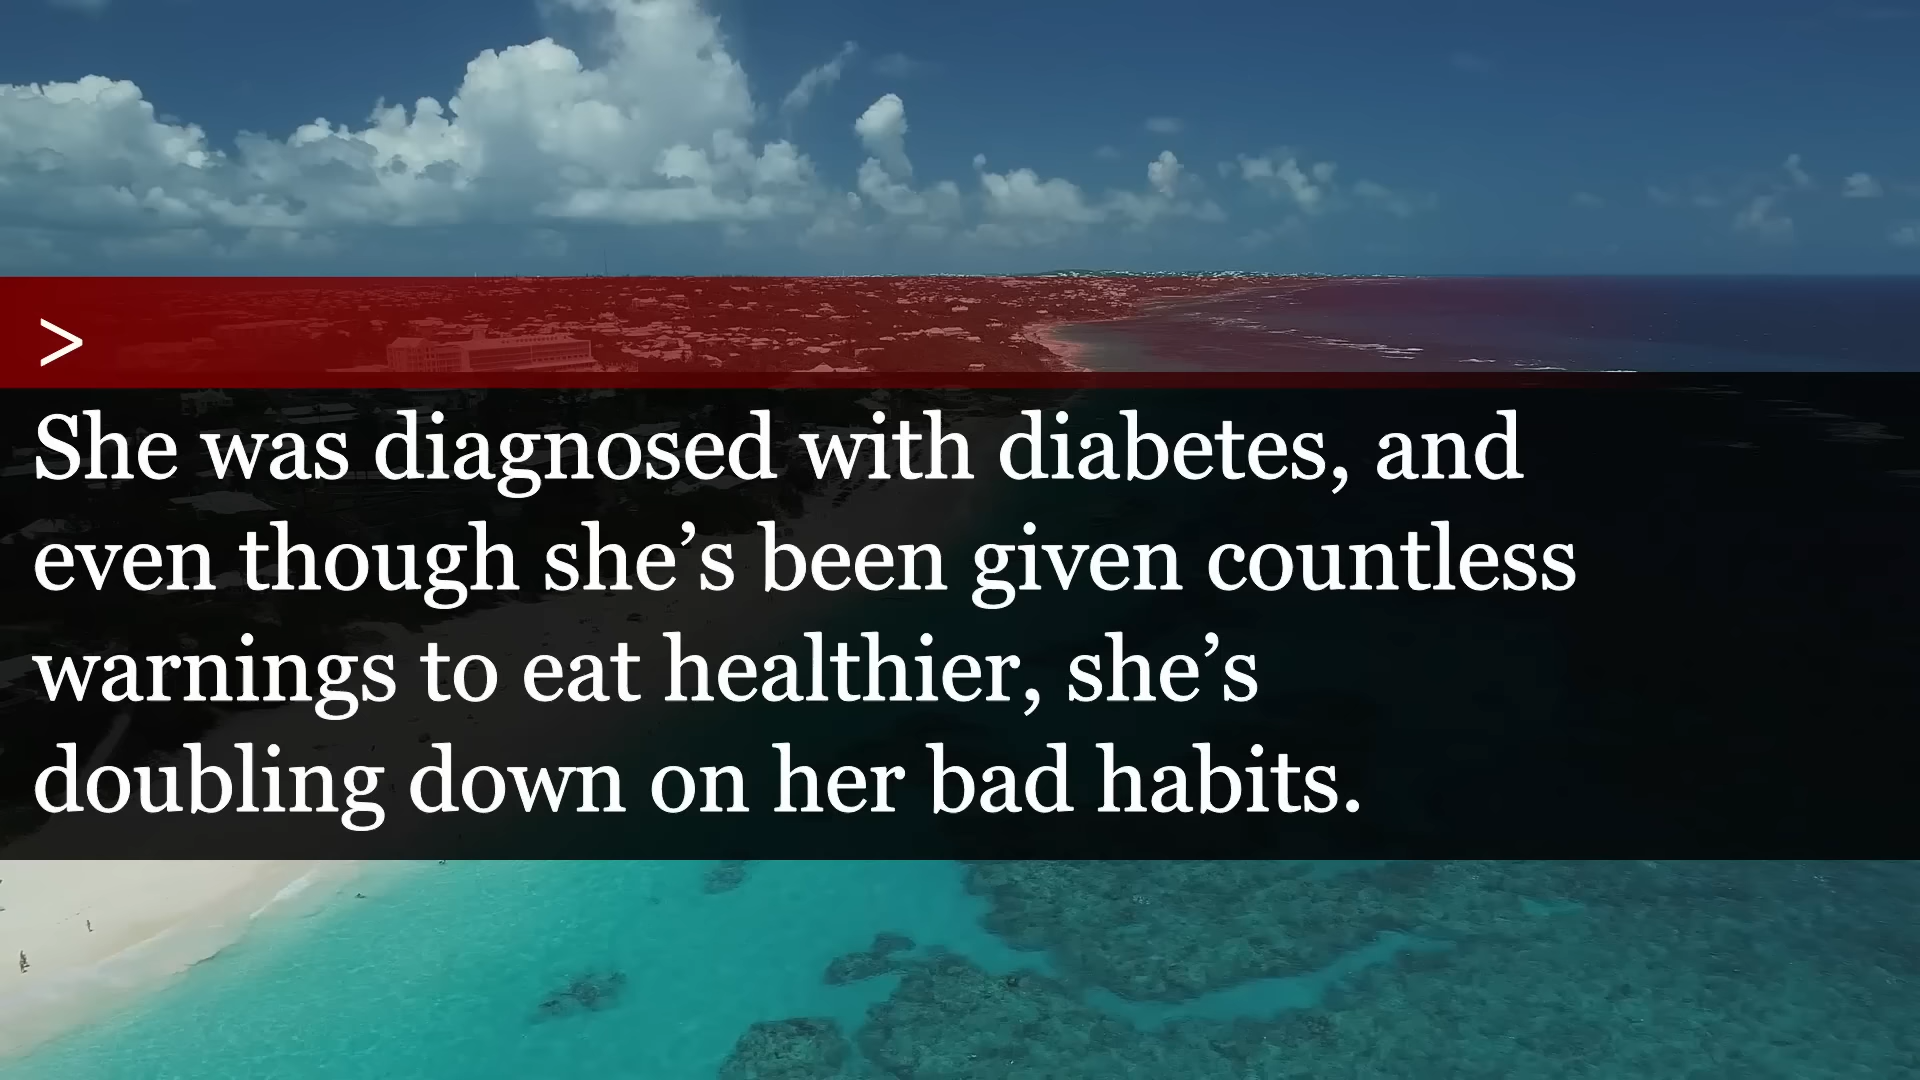 >
She was diagnosed with diabetes, and
even though she’s been given countless
warnings to eat healthier, she’s
doubling down on her bad habits.